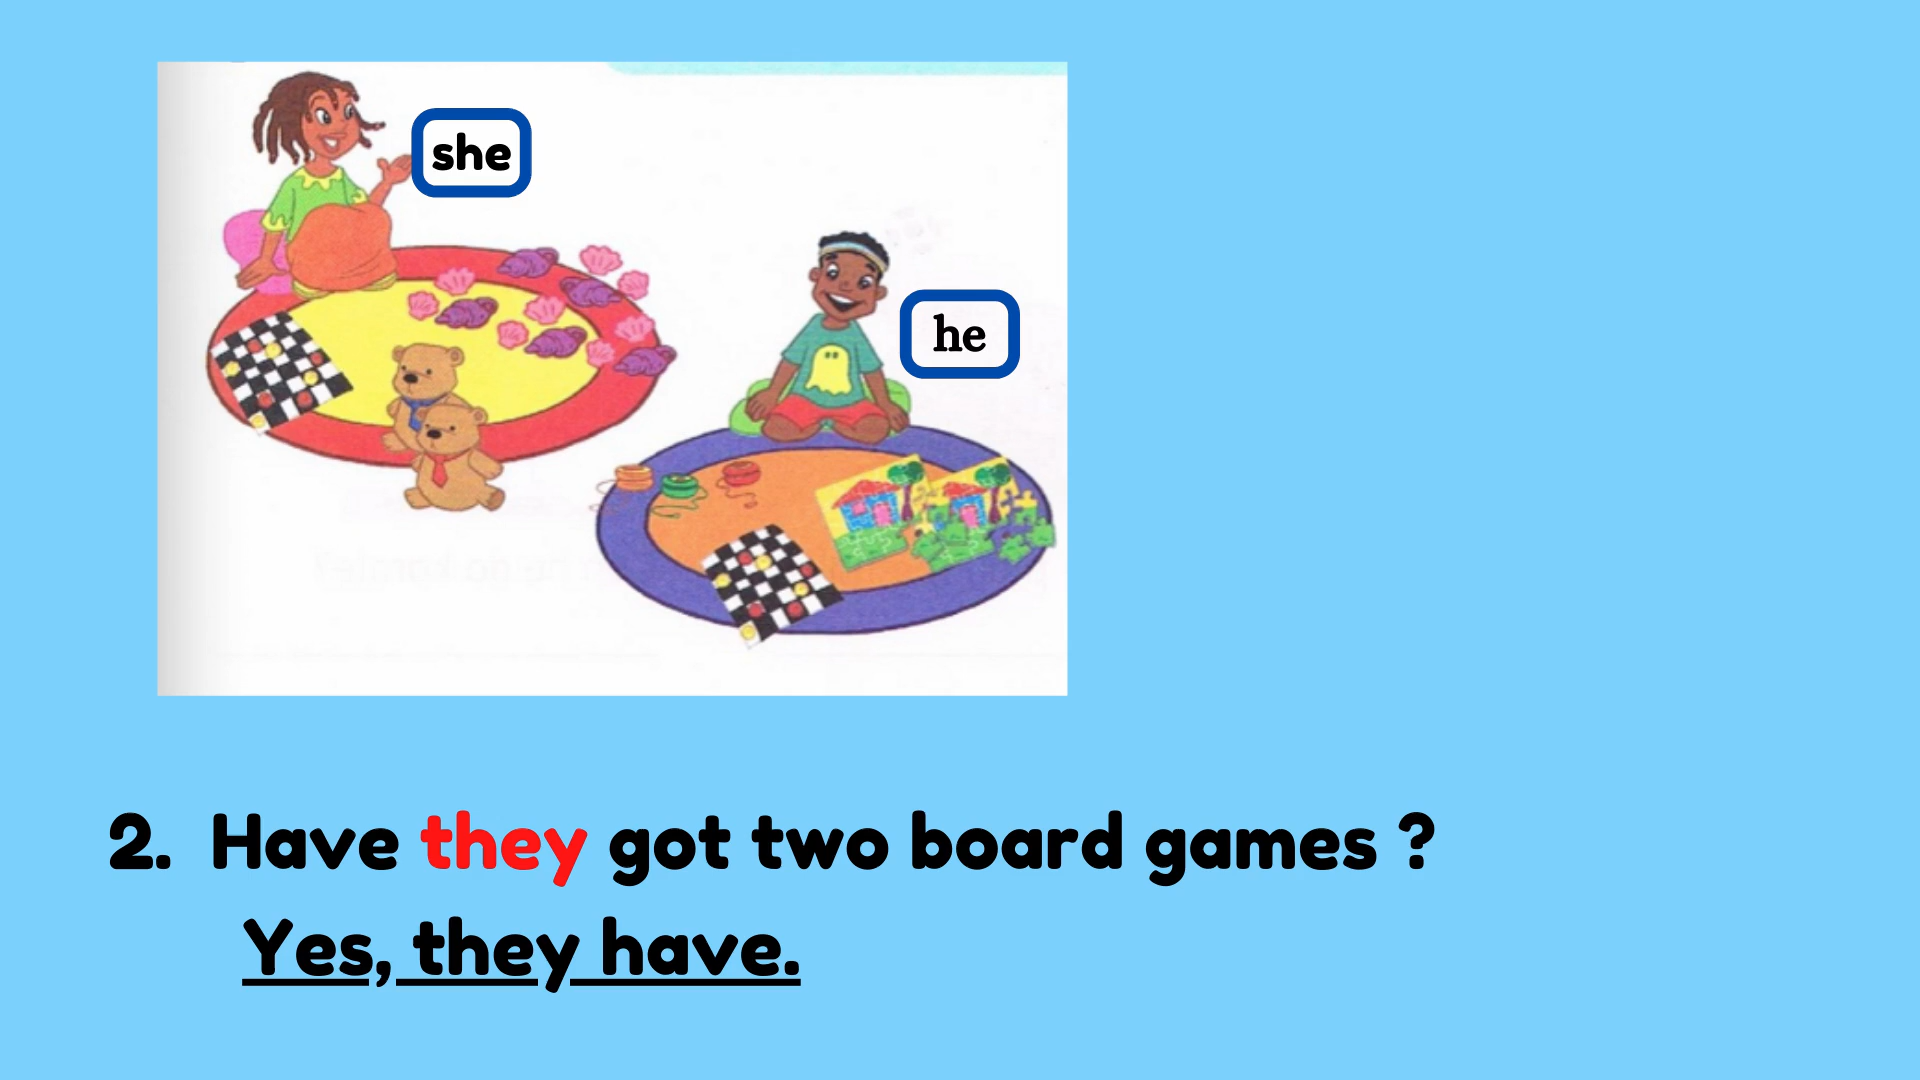 she
he
2. Have they got two board games ?
Yes, they have.